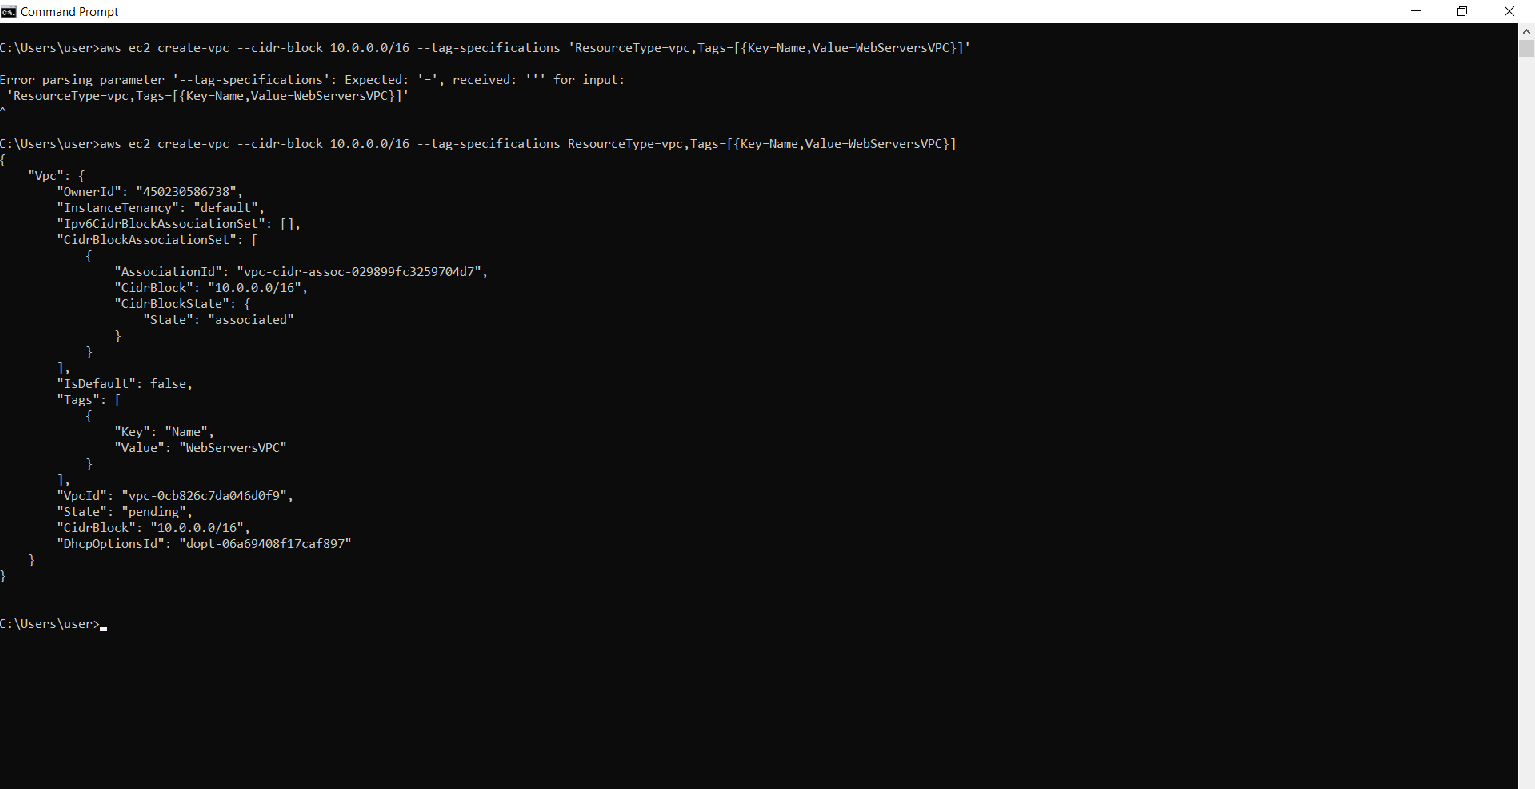 Command Prompt
C:\Users\user>aws ec2 create-vpc --cidr-block 10.0.0.0/16 --tag-specifications 'ResourceType=vpc,Tags=[{Key=Name,Value=WebServersVPC}]'
Error parsing parameter '--tag-specifications': Expected: '=', received: ''' for input:
'ResourceType=vpc,Tags=[{Key=Name,Value=WebServersVPC}]'
^
C:\Users\user>aws ec2 create-vpc --cidr-block 10.0.0.0/16 --tag-specifications ResourceType=vpc,Tags=[{Key=Name,Value=WebServersVPC}]
{
"Vpc": {
"OwnerId": "450230586738",
"InstanceTenancy": "default",
"Ipv6CidrBlockAssociationSet": [],
"CidrBlockAssociationSet": [
{
"AssociationId": "vpc-cidr-assoc-029899fc3259704d7",
"CidrBlock": "10.0.0.0/16",
"CidrBlockState": {
"State": "associated"
}
}
],
"IsDefault": false,
"Tags": [
{
"Key": "Name",
"Value": "WebServersVPC"
}
],
"VpcId": "vpc-0cb826c7da046d0f9",
"State": "pending",
"CidrBlock": "10.0.0.0/16",
"DhcpOptionsId": "dopt-06a69408f17caf897"
}
}
C:\Users\user>